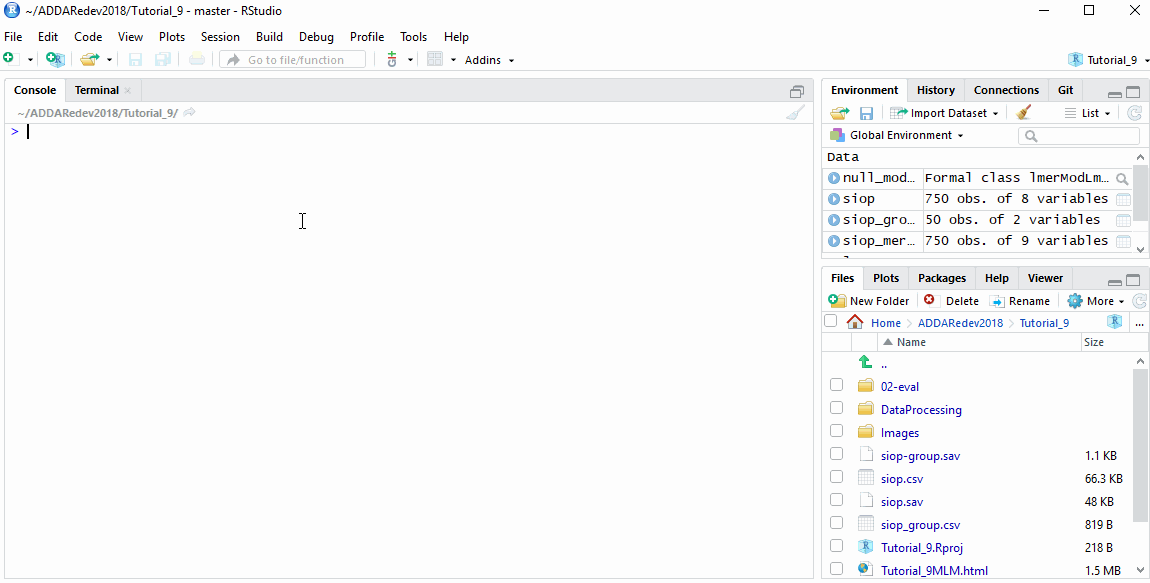 ~/ADDARedev2018/Tutorial_9 - master - RStudio
File Edit Code View Plots Session Build Debug Profile Tools Help
Go to file/function Addins Tutorial_9
Console Terminal
~/ADDARedev2018/Tutorial_9/
>
Environment History Connections Git
Import Dataset List
Global Environment
Data
null_mod… Formal class lmerModLm…
siop 750 obs. of 8 variables
siop_gro… 50 obs. of 2 variables
siop_mer… 750 obs. of 9 variables
Files Plots Packages Help Viewer
New Folder Delete Rename More
Home ADDARedev2018 Tutorial_9 ...
Name Size
..
02-eval
DataProcessing
Images
siop-group.sav 1.1 KB
siop.csv 66.3 KB
siop.sav 48 KB
siop_group.csv 819 B
Tutorial_9.Rproj 218 B
Tutorial_9MLM.html 1.5 MB